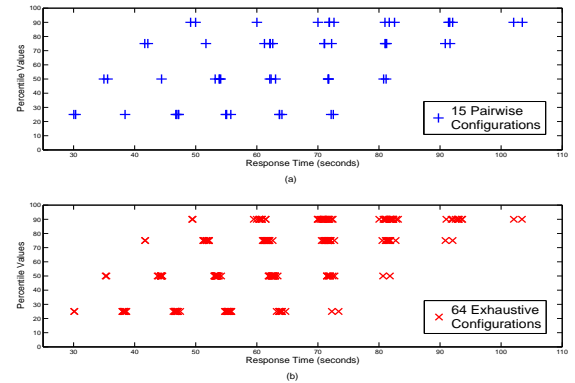 100
90
80
70
60
50
40
30
20
10
0
Percentile Values
30 40 50 60 70 80 90 100 110
Response Time (seconds)
15 Pairwise
Configurations
(a)
100
90
80
70
60
50
40
30
20
10
0
Percentile Values
30 40 50 60 70 80 90 100 110
Response Time (seconds)
64 Exhaustive
Configurations
(b)